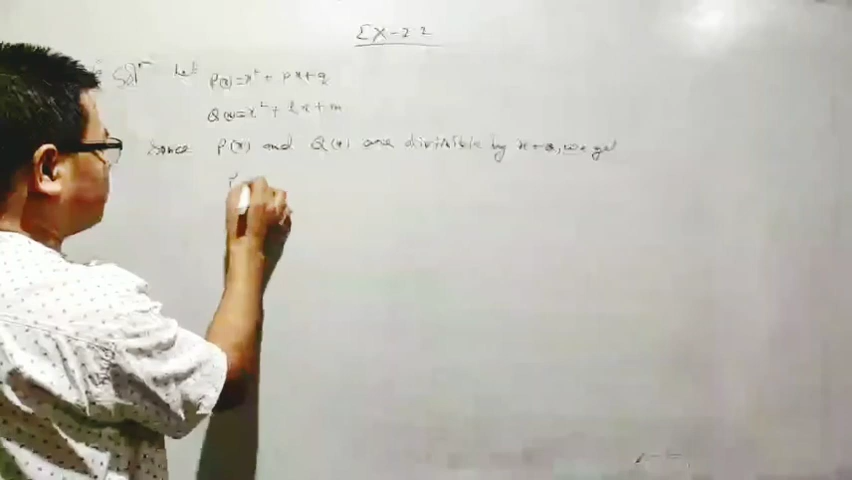 Ex-2.2
Solⁿ Let P(x)=x²+px+q
Q(x)=x²+lx+m
Since P(x) and Q(x) are divisible by x+a, we get
P